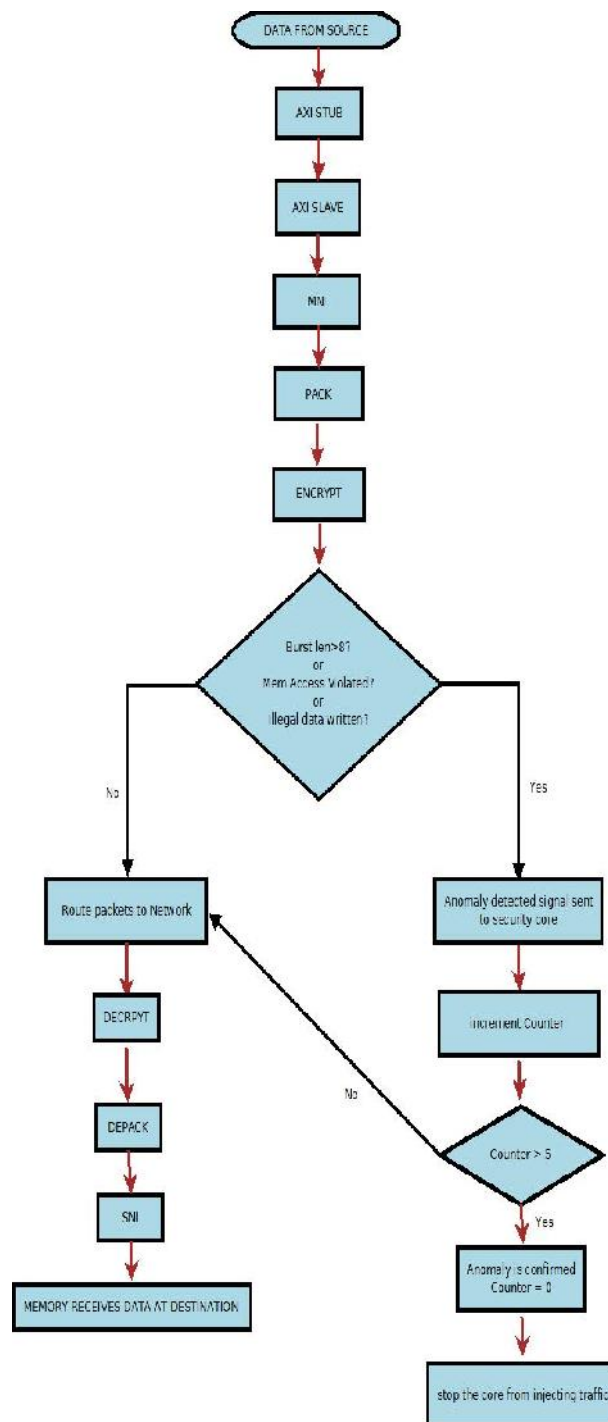 DATA FROM SOURCE
AXI STUB
AXI SLAVE
MNI
PACK
ENCRYPT
Burst len>8?
or
Mem Access Violated?
or
Illegal data written?
No
Yes
Route packets to Network
Anomaly detected signal sent
to security core
DECRPYT
increment Counter
No
DEPACK
Counter > 5
SNI
Yes
Anomaly is confirmed
Counter = 0
MEMORY RECEIVES DATA AT DESTINATION
stop the core from injecting traffic